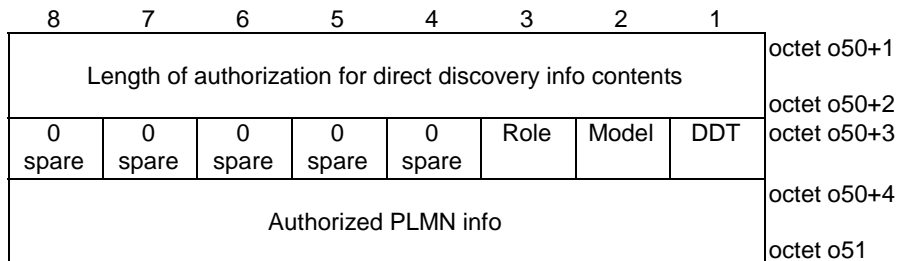 8 7 6 5 4 3 2 1
octet o50+1
Length of authorization for direct discovery info contents
octet o50+2
0 0 0 0 0 Role Model DDT octet o50+3
spare spare spare spare spare
octet o50+4
Authorized PLMN info
octet o51